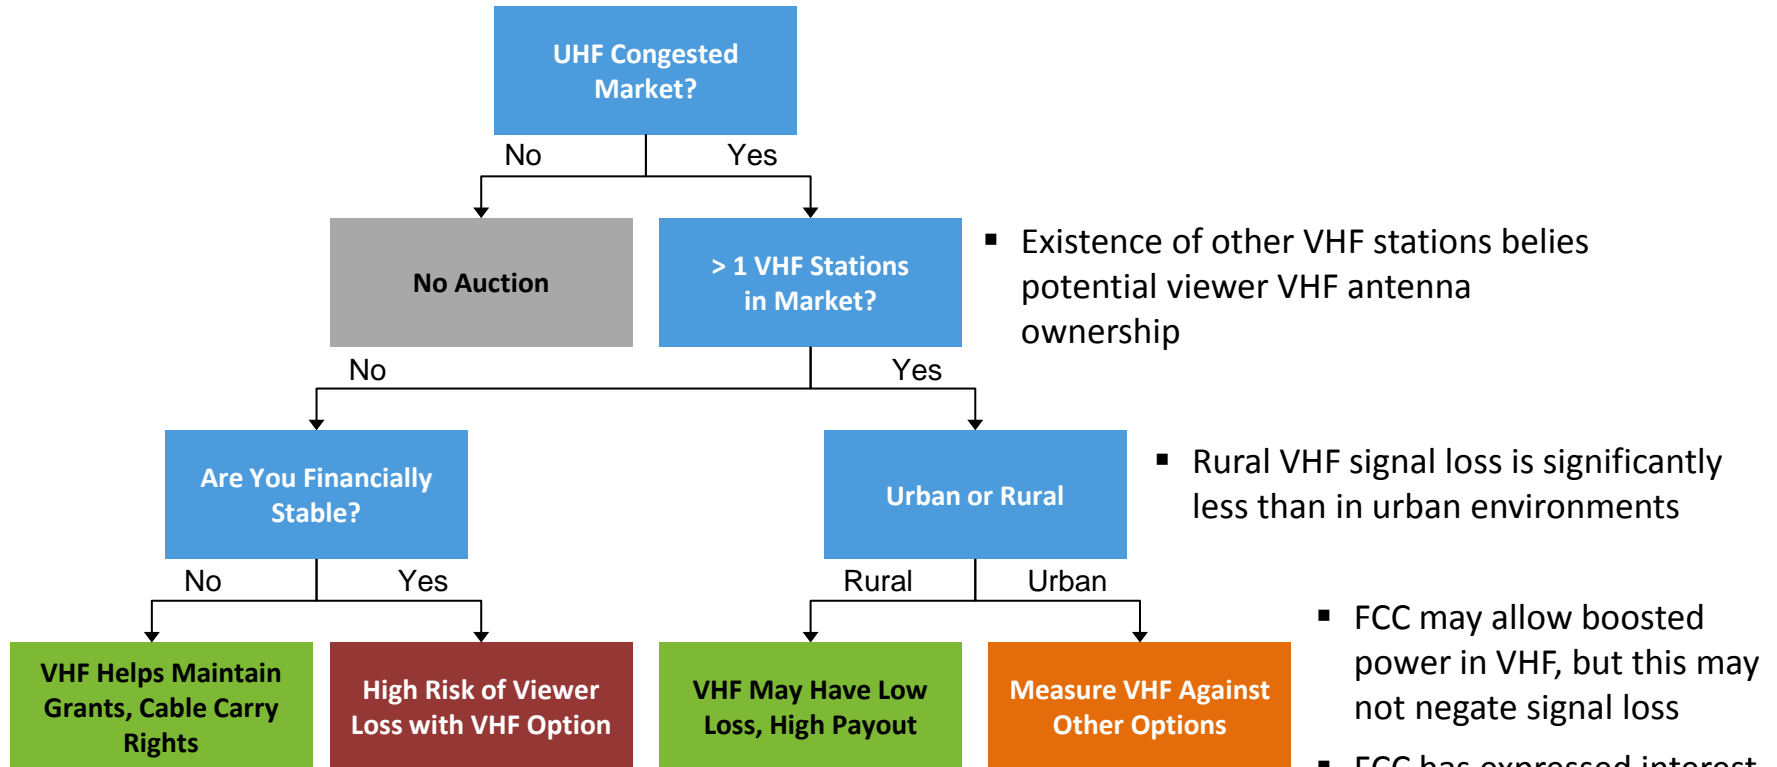 UHF Congested
Market?
No
Yes
No Auction
> 1 VHF Stations
in Market?
▪ Existence of other VHF stations belies
potential viewer VHF antenna
ownership
No
Yes
Are You Financially
Stable?
Urban or Rural
▪ Rural VHF signal loss is significantly
less than in urban environments
No
Yes
Rural
Urban
VHF Helps Maintain
Grants, Cable Carry
Rights
High Risk of Viewer
Loss with VHF Option
VHF May Have Low
Loss, High Payout
Measure VHF Against
Other Options
▪ FCC may allow boosted
power in VHF, but this may
not negate signal loss
▪ FCC has expressed interest